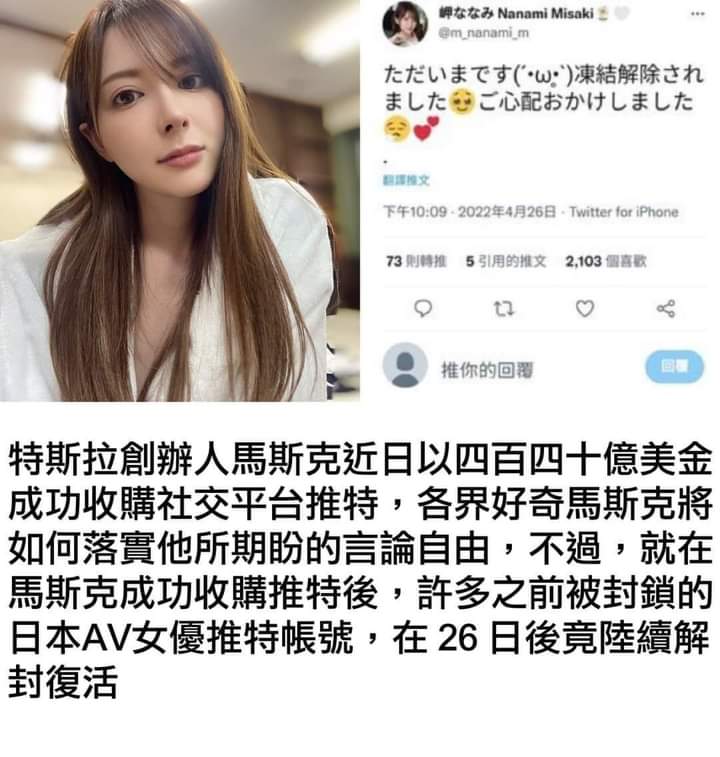 岬ななみ Nanami Misaki
@m_nanami_m
ただいまです(´•ω•̥`)凍結解除され
ました🥺ご心配おかけしました
😔💕
.
翻譯推文
下午10:09 · 2022年4月26日 · Twitter for iPhone
73 則轉推 5 引用的推文 2,103 個喜歡
推你的回覆
回覆
特斯拉創辦人馬斯克近日以四百四十億美金
成功收購社交平台推特，各界好奇馬斯克將
如何落實他所期盼的言論自由，不過，就在
馬斯克成功收購推特後，許多之前被封鎖的
日本AV女優推特帳號，在 26 日後竟陸續解
封復活